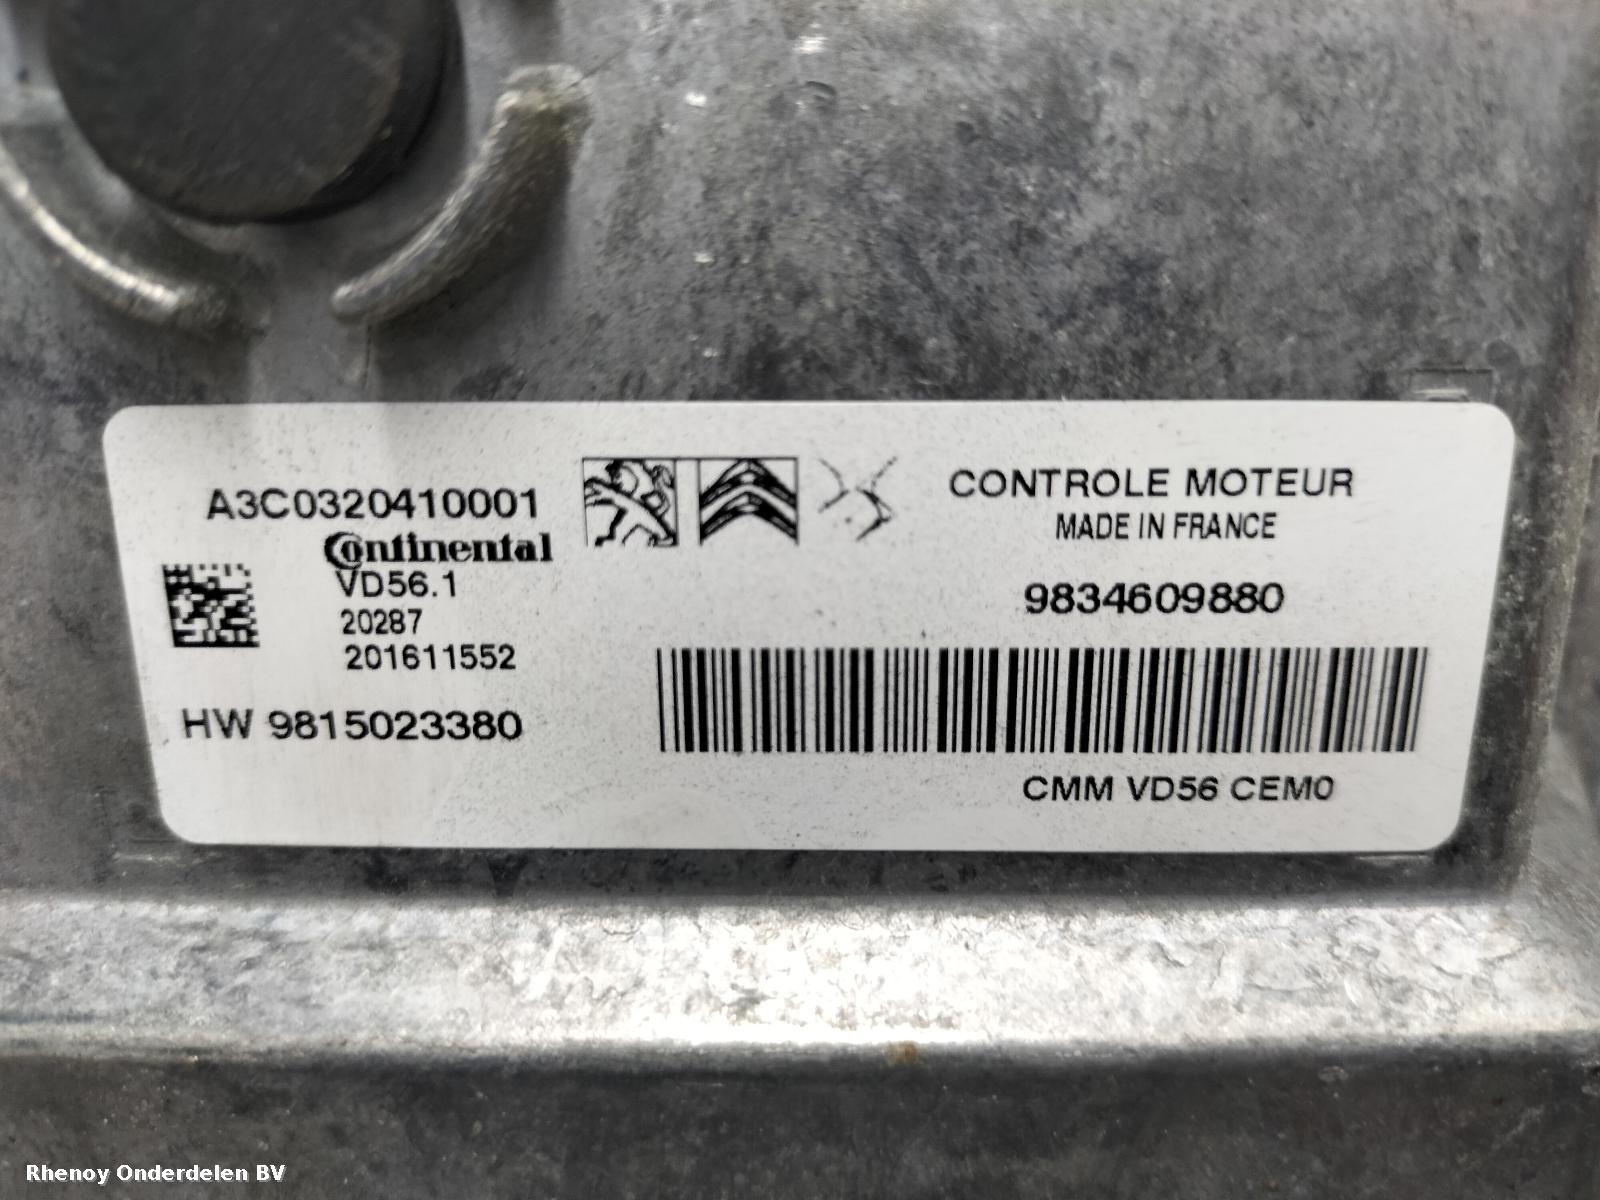 A3C0320410001
Continental
VD56.1
20287
201611552
HW 9815023380
CONTROLE MOTEUR
MADE IN FRANCE
9834609880
CMM VD56 CEM0
Rhenoy Onderdelen BV